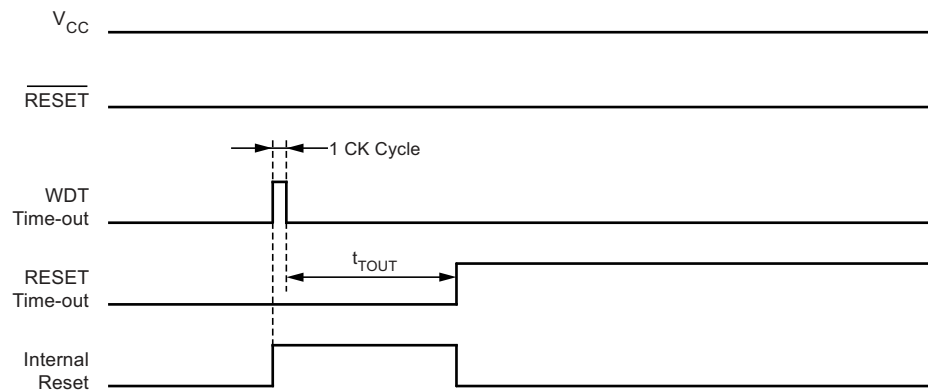 VCC
RESET
1 CK Cycle
WDT
Time-out
tTOUT
RESET
Time-out
Internal
Reset